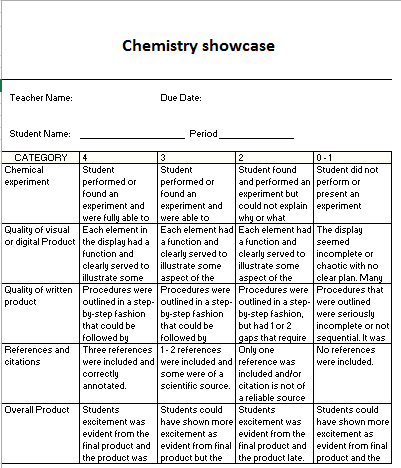 Chemistry showcase
Teacher Name:
Due Date:
Student Name:
Period
CATEGORY
4
3
2
0 - 1
Chemical
experiment
Student
performed or
found an
experiment and
were fully able to
Student
performed or
found an
experiment and
were able to
Student found
and performed an
experiment but
could not explain
why or what
Student did not
perform or
present an
experiment
Quality of visual
or digital Product
Each element in
the display had a
function and
clearly served to
illustrate some
Each element had
a function and
clearly served to
illustrate some
aspect of the
Each element had
a function and
clearly served to
illustrate some
aspect of the
The display
seemed
incomplete or
chaotic with no
clear plan. Many
Quality of written
product
Procedures were
outlined in a step-
by-step fashion
that could be
followed by
Procedures were
outlined in a step-
by-step fashion
that could be
followed by
Procedures were
outlined in a step-
by-step fashion,
but had 1 or 2
gaps that require
Procedures that
were outlined
were seriously
incomplete or not
sequential. It was
References and
citations
Three references
were included and
correctly
annotated.
1 - 2 references
were included and
some were of a
scientific source.
Only one
reference was
included and/or
citation is not of
a reliable source
No references
were included.
Overall Product
Students
excitement was
evident from the
final product and
the product was
Students could
have shown more
excitement as
evident from final
product but the
Students
excitement was
evident from the
final product and
the product late.
Students could
have shown more
excitement as
evident from final
product and the